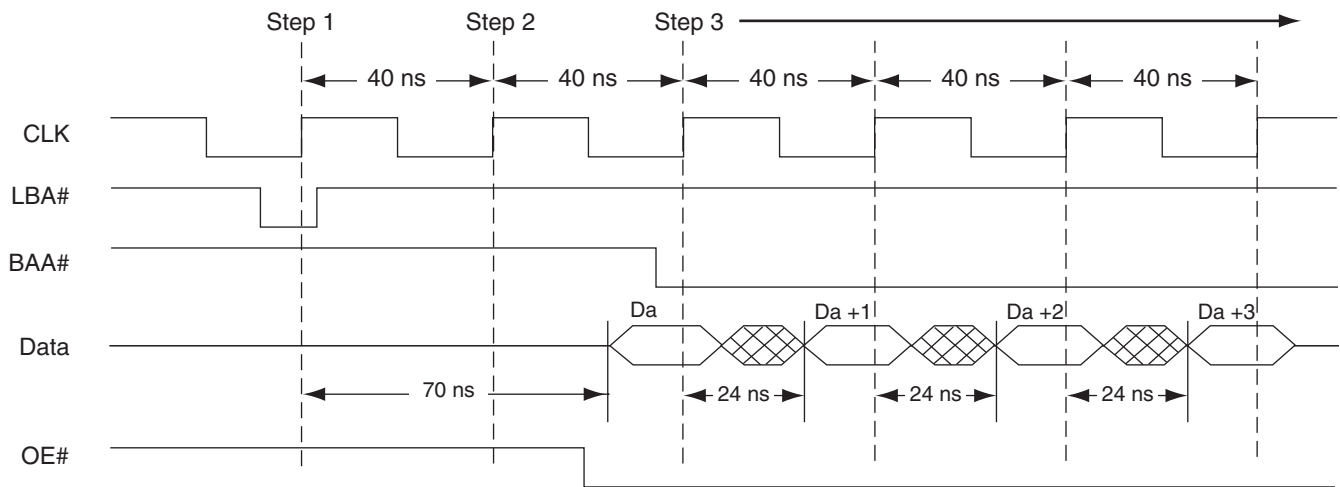 Step 1 Step 2 Step 3
40 ns 40 ns 40 ns 40 ns 40 ns
CLK
LBA#
BAA#
Da Da +1 Da +2 Da +3
Data
70 ns 24 ns 24 ns 24 ns
OE#